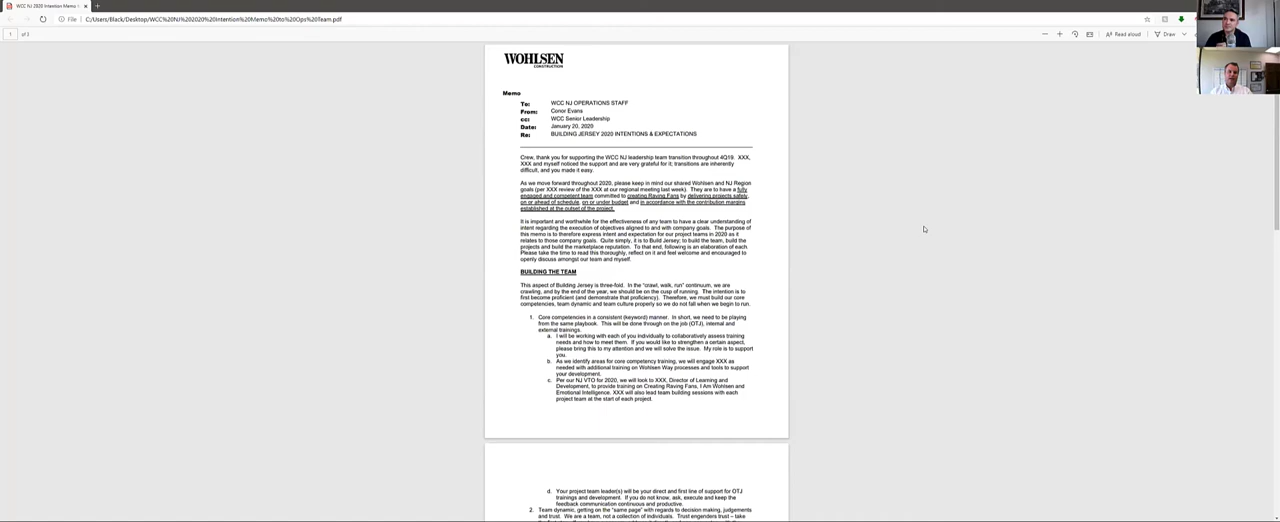 WCC NJ 2020 Intention Memo
File
C:/Users/Black/Desktop/WCC%20NJ%202020%20Intention%20Memo%20to%20Ops%20Team.pdf
1
of 3
Read aloud
Draw
WOHLSEN
CONSTRUCTION
Memo
To: WCC NJ OPERATIONS STAFF
From: Conor Evans
cc: WCC Senior Leadership
Date: January 20, 2020
Re: BUILDING JERSEY 2020 INTENTIONS & EXPECTATIONS
Crew, thank you for supporting the WCC NJ leadership team transition throughout 4Q19. XXX,
XXX and myself noticed the support and are very grateful for it; transitions are inherently
difficult, and you made it easy.
As we move forward throughout 2020, please keep in mind our shared Wohlsen and NJ Region
goals (per XXX review of the XXX at our regional meeting last week). They are to have a fully
engaged and competent team committed to creating Raving Fans by delivering projects safely,
on or ahead of schedule, on or under budget and in accordance with the contribution margins
established at the outset of the project.
It is important and worthwhile for the effectiveness of any team to have a clear understanding of
intent regarding the execution of objectives aligned to and with company goals. The purpose of
this memo is to therefore express intent and expectation for our project teams in 2020 as it
relates to those company goals. Quite simply, it is to Build Jersey; to build the team, build the
projects and build the marketplace reputation. To that end, following is an elaboration of each.
Please take the time to read this thoroughly, reflect on it and feel welcome and encouraged to
openly discuss amongst our team and myself.
BUILDING THE TEAM
This aspect of Building Jersey is three-fold. In the “crawl, walk, run” continuum, we are
crawling, and by the end of the year, we should be on the cusp of running. The intention is to
first become proficient (and demonstrate that proficiency). Therefore, we must build our core
competencies, team dynamic and team culture properly so we do not fall when we begin to run.
1. Core competencies in a consistent (keyword) manner. In short, we need to be playing
from the same playbook. This will be done through on the job (OTJ), internal and
external trainings.
a. I will be working with each of you individually to collaboratively assess training
needs and how to meet them. If you would like to strengthen a certain aspect,
please bring this to my attention and we will solve the issue. My role is to support
you.
b. As we identify areas for core competency training, we will engage XXX as
needed with additional training on Wohlsen Way processes and tools to support
your development.
c. Per our NJ VTO for 2020, we will look to XXX, Director of Learning and
Development, to provide training on Creating Raving Fans, I Am Wohlsen and
Emotional Intelligence. XXX will also lead team building sessions with each
project team at the start of each project.
d. Your project team leader(s) will be your direct and first line of support for OTJ
trainings and development. If you do not know, ask, execute and keep the
feedback communication continuous and productive.
2. Team dynamic, getting on the “same page” with regards to decision making, judgements
and trust. We are a team, not a collection of individuals. Trust engenders trust – take